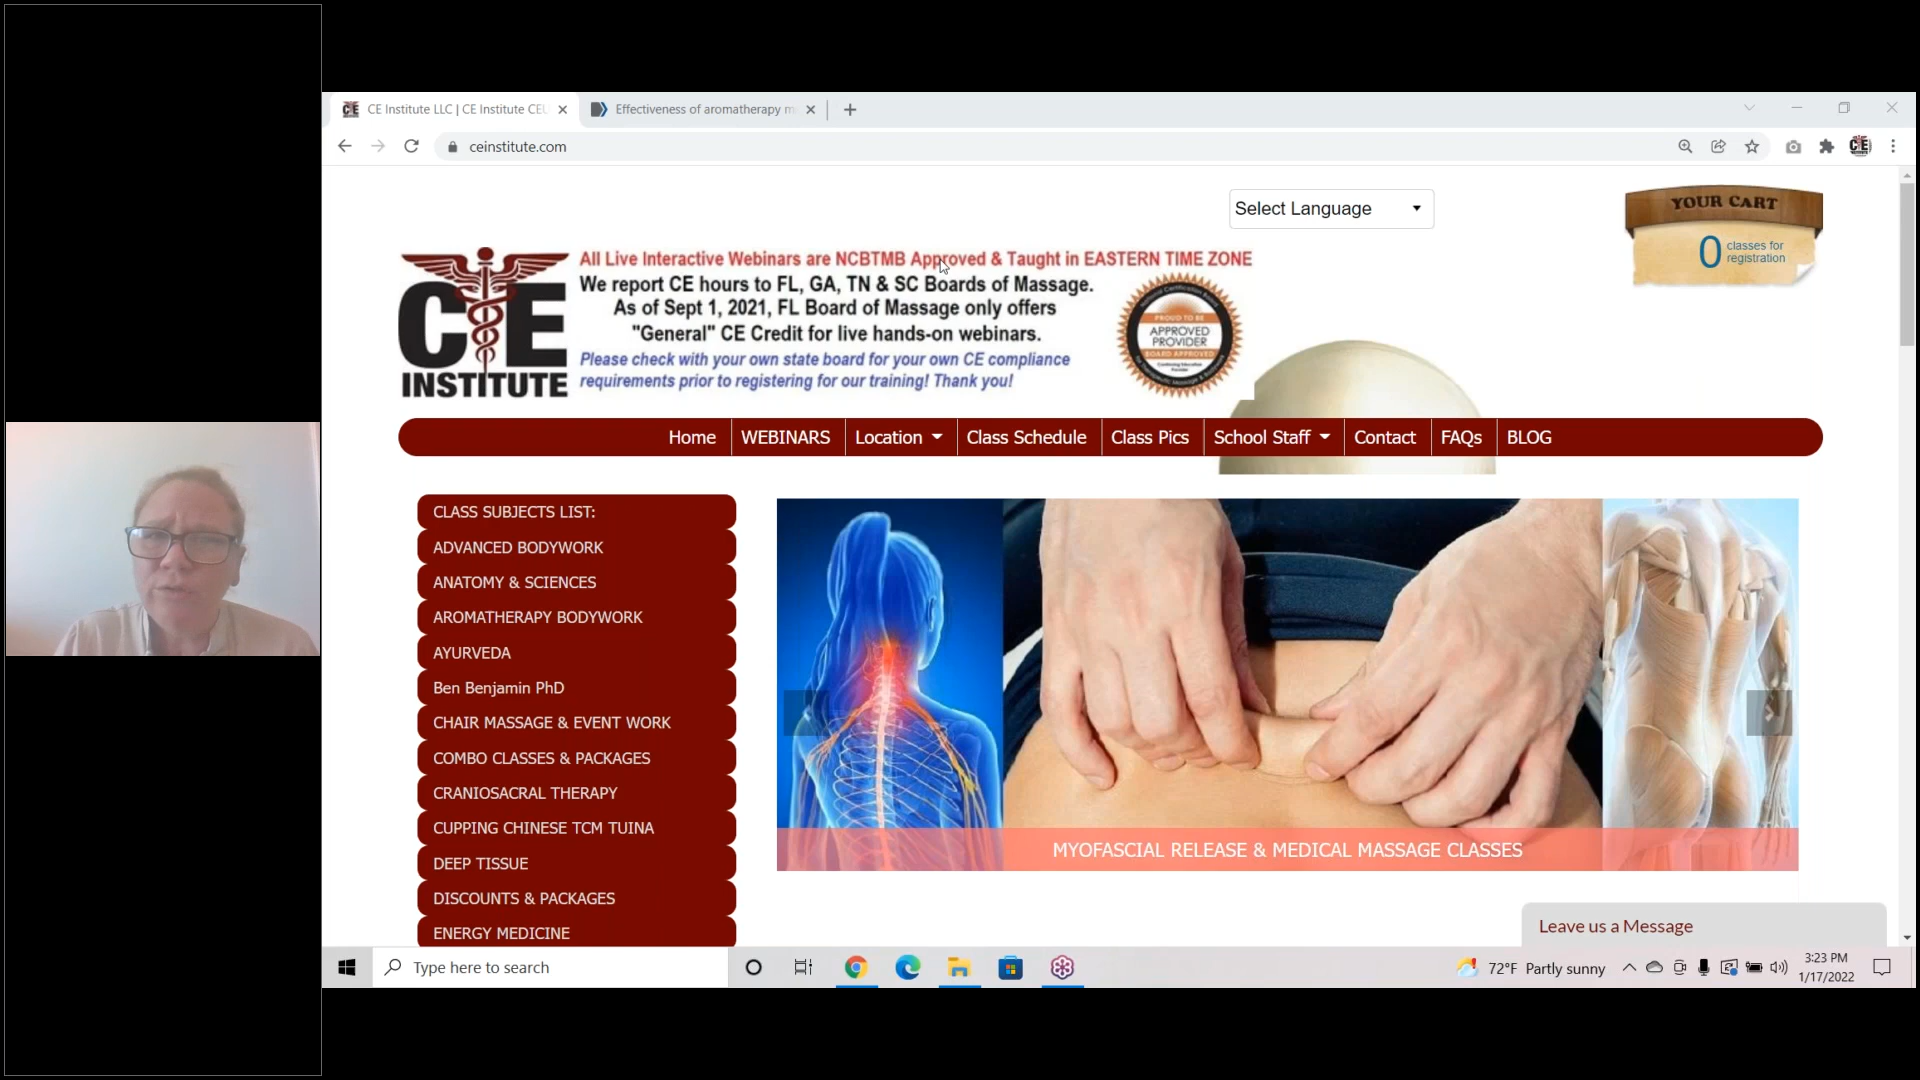 CE Institute LLC | CE Institute CEU
Effectiveness of aromatherapy m
ceinstitute.com
Select Language
YOUR CART
0 classes for
registration
CE
INSTITUTE
All Live Interactive Webinars are NCBTMB Approved & Taught in EASTERN TIME ZONE
We report CE hours to FL, GA, TN & SC Boards of Massage.
As of Sept 1, 2021, FL Board of Massage only offers
"General" CE Credit for live hands-on webinars.
Please check with your own state board for your own CE compliance
requirements prior to registering for our training! Thank you!
PROUD TO BE
APPROVED
PROVIDER
BOARD APPROVED
Home
WEBINARS
Location
Class Schedule
Class Pics
School Staff
Contact
FAQs
BLOG
CLASS SUBJECTS LIST:
ADVANCED BODYWORK
ANATOMY & SCIENCES
AROMATHERAPY BODYWORK
AYURVEDA
Ben Benjamin PhD
CHAIR MASSAGE & EVENT WORK
COMBO CLASSES & PACKAGES
CRANIOSACRAL THERAPY
CUPPING CHINESE TCM TUINA
DEEP TISSUE
DISCOUNTS & PACKAGES
ENERGY MEDICINE
MYOFASCIAL RELEASE & MEDICAL MASSAGE CLASSES
Leave us a Message
Type here to search
72°F Partly sunny
3:23 PM
1/17/2022